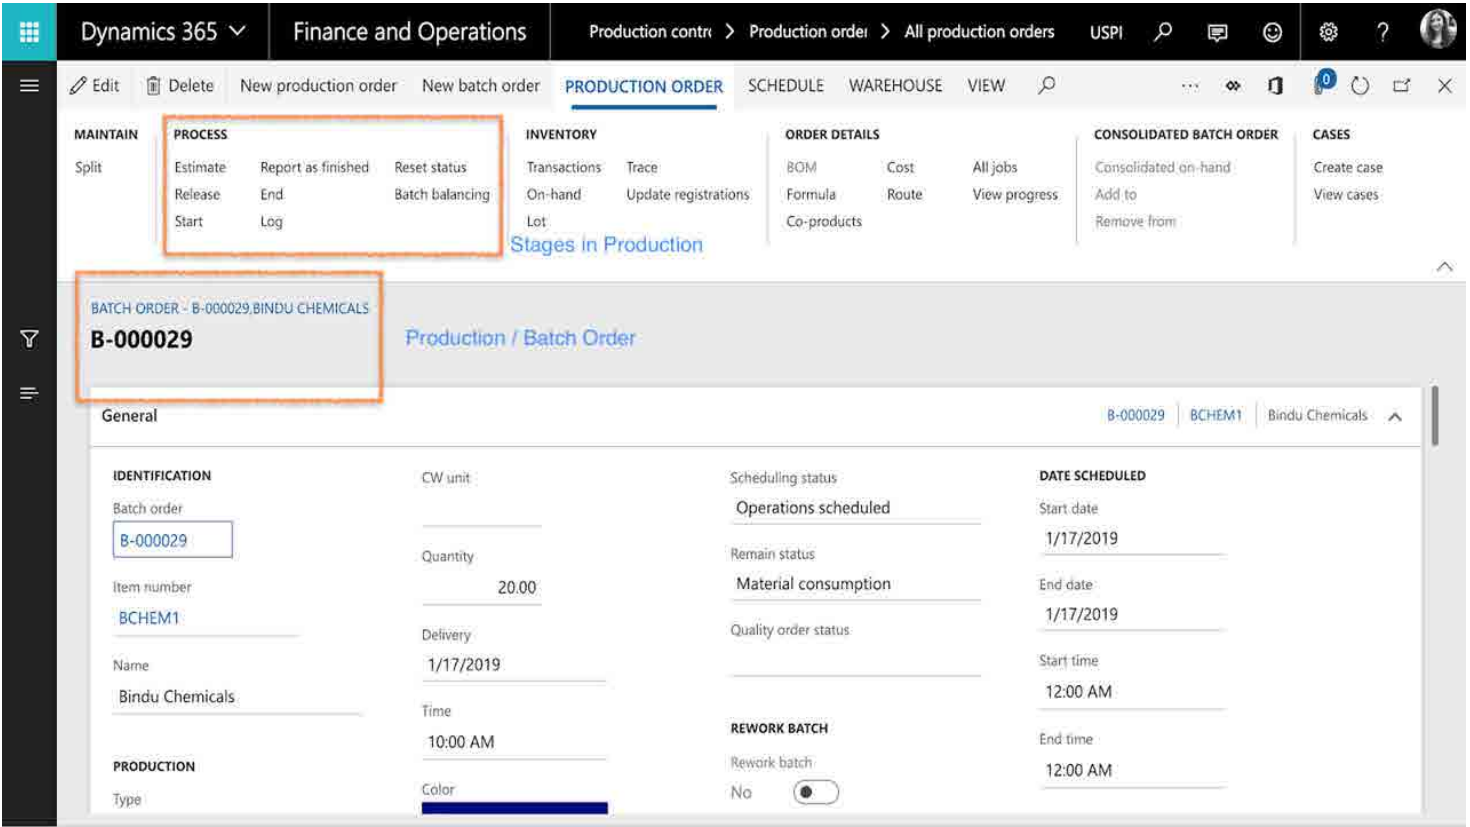 Dynamics 365 Finance and Operations Production contr Production order All production orders USPI ?
Edit Delete New production order New batch order PRODUCTION ORDER SCHEDULE WAREHOUSE VIEW ... 0
MAINTAIN
Split
PROCESS
Estimate Report as finished Reset status
Release End Batch balancing
Start Log
INVENTORY
Transactions Trace
On-hand Update registrations
Lot
ORDER DETAILS
BOM Cost All jobs
Formula Route View progress
Co-products
CONSOLIDATED BATCH ORDER
Consolidated on-hand
Add to
Remove from
CASES
Create case
View cases
Stages in Production
BATCH ORDER - B-000029,BINDU CHEMICALS
B-000029
Production / Batch Order
General B-000029 BCHEM1 Bindu Chemicals
IDENTIFICATION
Batch order
B-000029
Item number
BCHEM1
Name
Bindu Chemicals
PRODUCTION
Type
CW unit
Quantity
20.00
Delivery
1/17/2019
Time
10:00 AM
Color
Scheduling status
Operations scheduled
Remain status
Material consumption
Quality order status
REWORK BATCH
Rework batch
No
DATE SCHEDULED
Start date
1/17/2019
End date
1/17/2019
Start time
12:00 AM
End time
12:00 AM